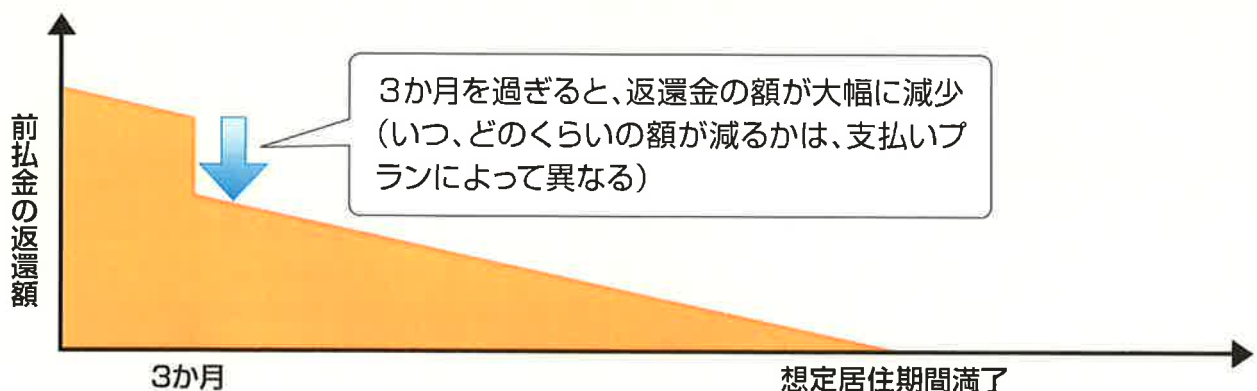 前払金の返還額
3か月を過ぎると、返還金の額が大幅に減少
(いつ、どのくらいの額が減るかは、支払いプ
ランによって異なる)
3か月
想定居住期間満了